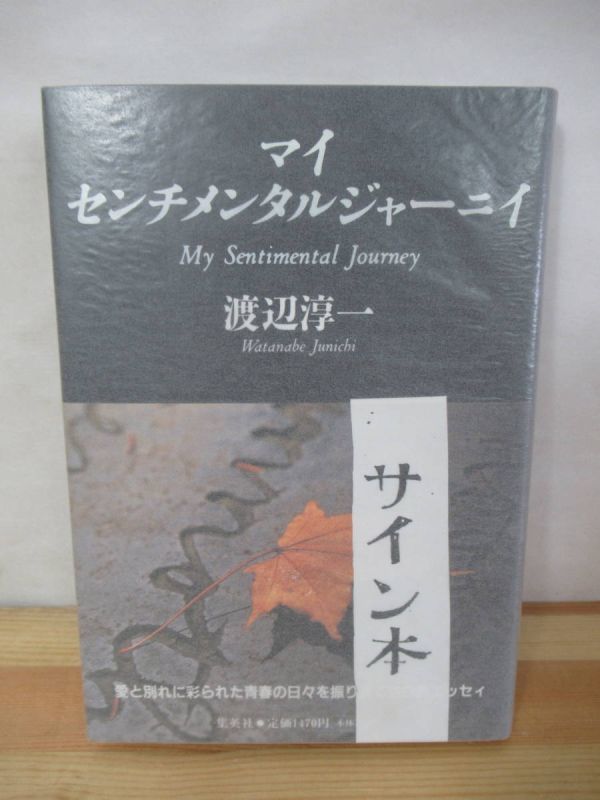 マイ
センチメンタルジャーニイ
My Sentimental Journey
渡辺淳一
Watanabe Junichi
サイン本
愛と別れに彩られた青春の日々を振り
ッセィ
集英社●定価1470円